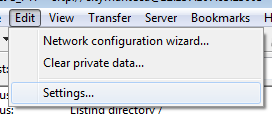 Edit View Transfer Server Bookmarks
Network configuration wizard...
Clear private data...
Settings...
Listing directory /